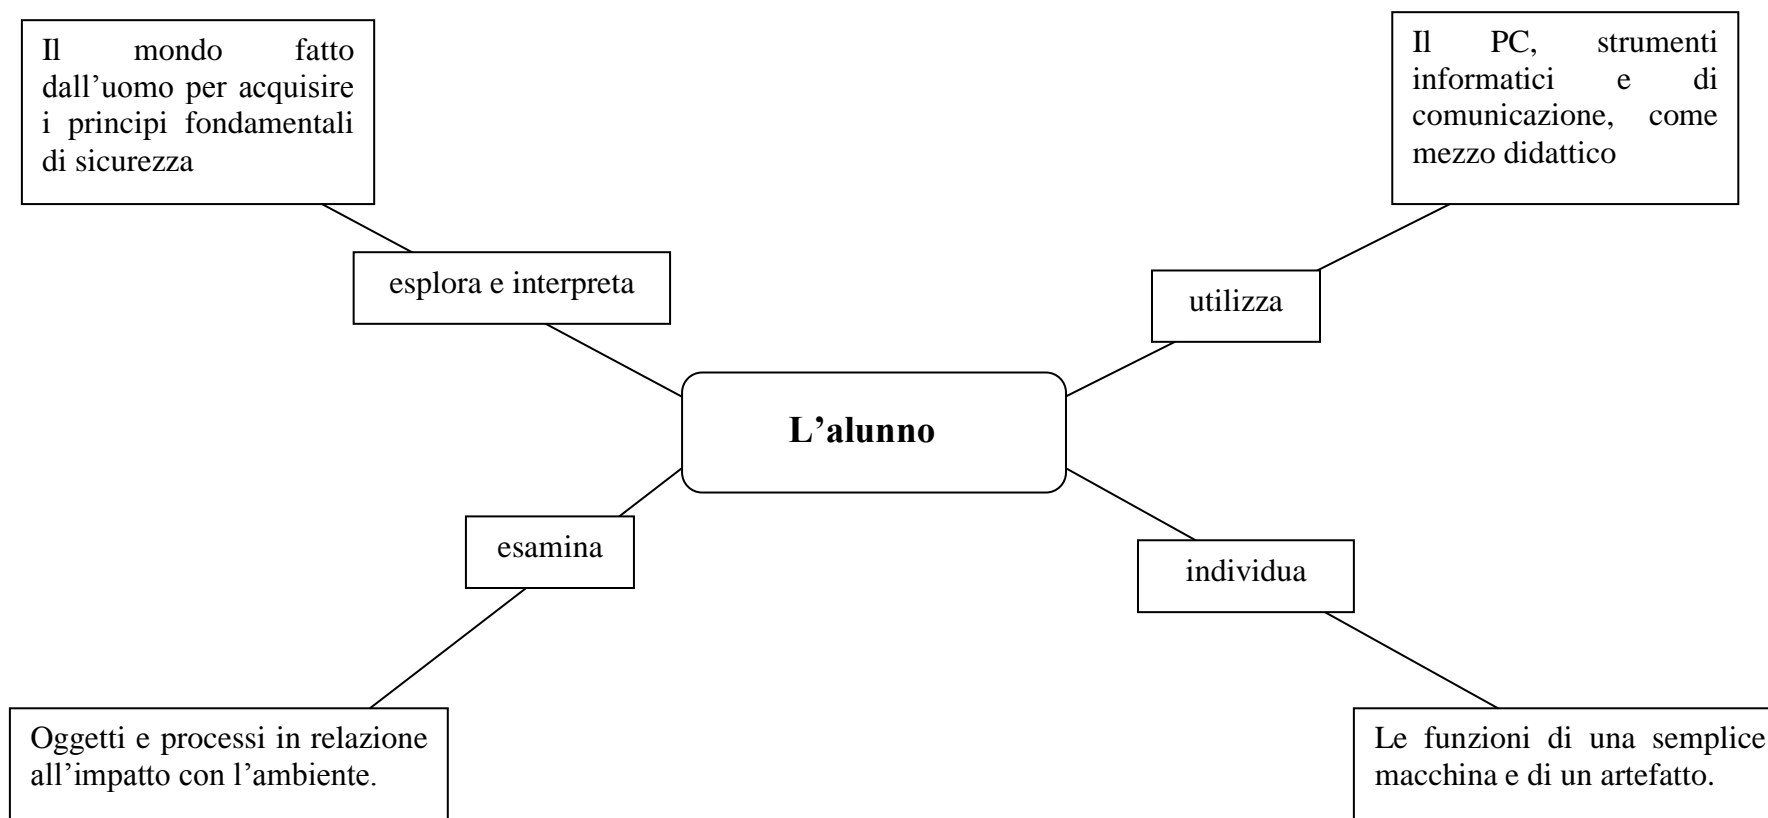 Il mondo fatto
dall’uomo per acquisire
i principi fondamentali
di sicurezza
Il PC, strumenti
informatici e di
comunicazione, come
mezzo didattico
esplora e interpreta
utilizza
L’alunno
esamina
individua
Oggetti e processi in relazione
all’impatto con l’ambiente.
Le funzioni di una semplice
macchina e di un artefatto.